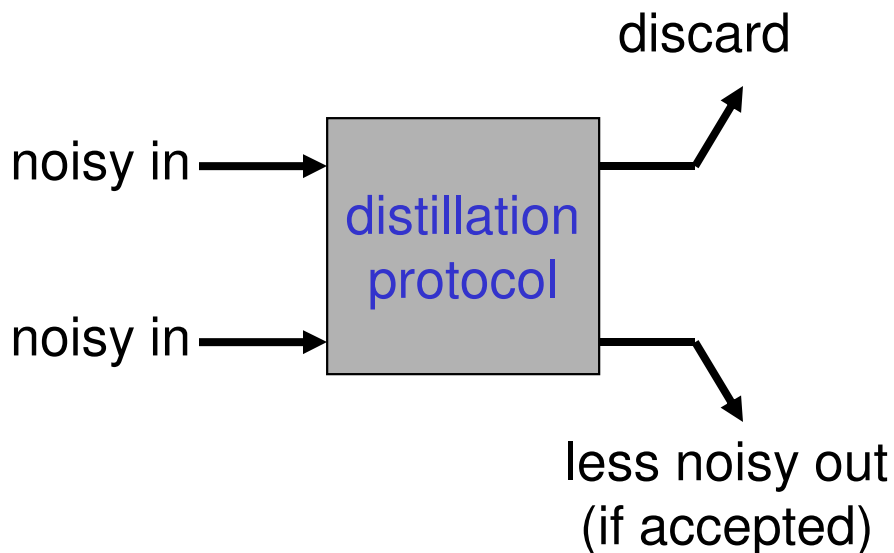 discard
noisy in
distillation
protocol
noisy in
less noisy out
(if accepted)